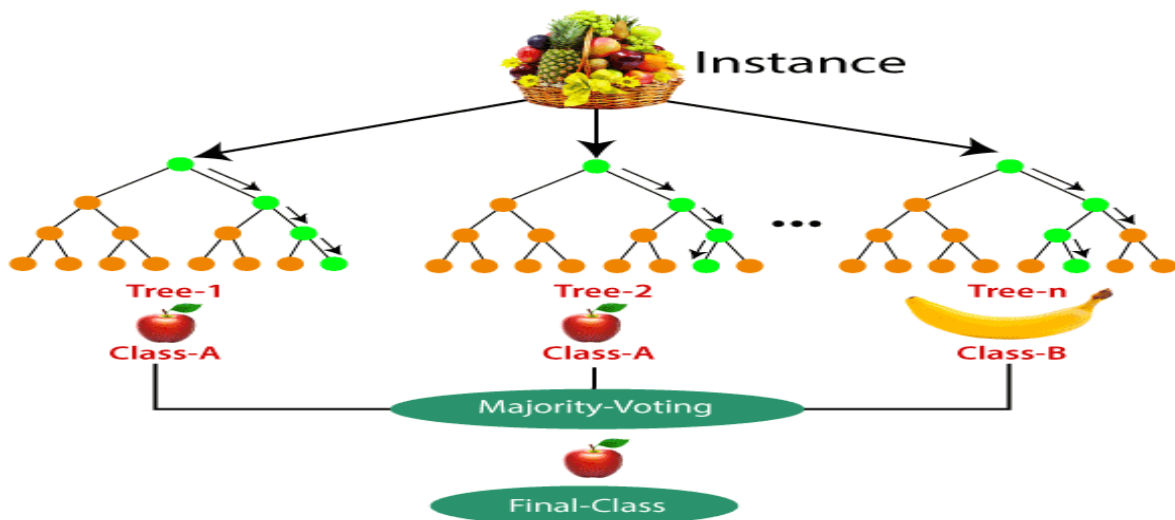 Instance
Tree-1
Tree-2
Tree-n
Class-A
Class-A
Class-B
Majority-Voting
Final-Class